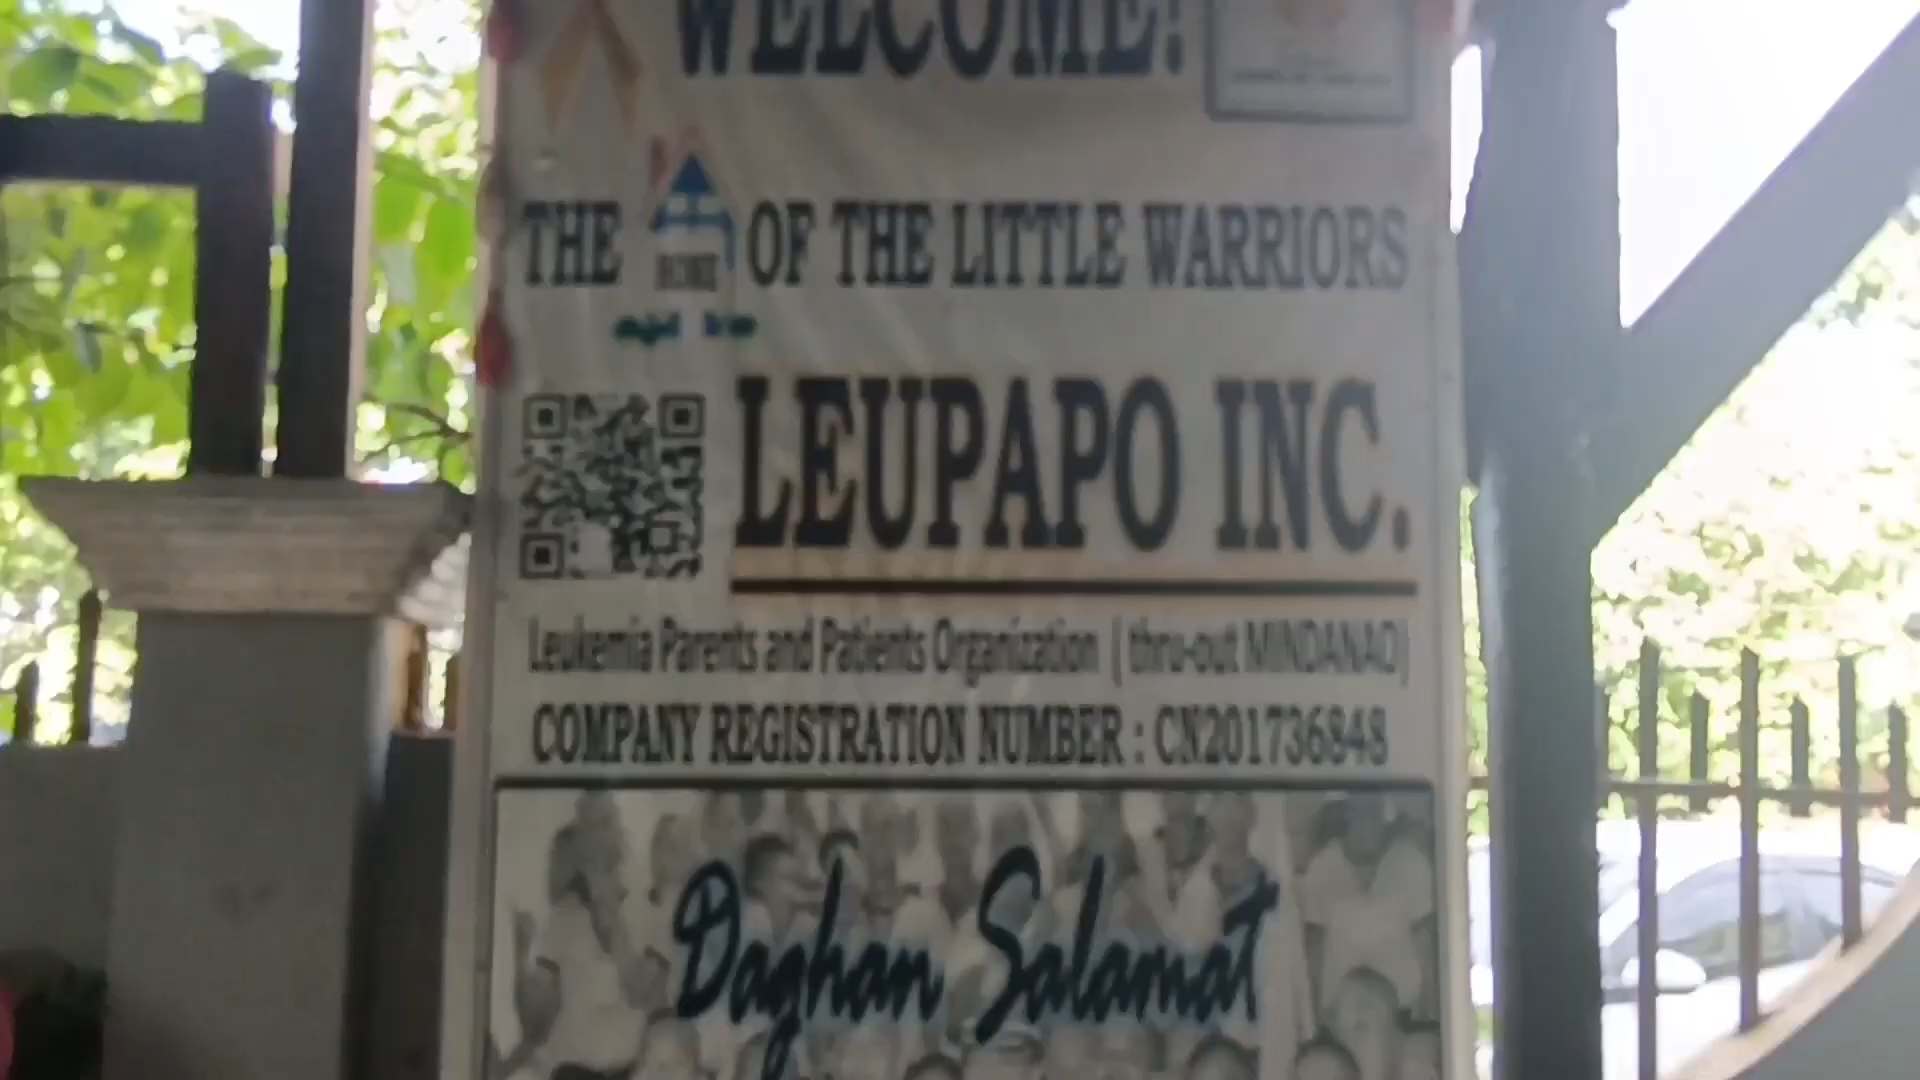 WELCOME!
THE HOME OF THE LITTLE WARRIORS
LEUPAPO INC.
Leukemia Parents and Patients Organization ( thru-out MINDANAO)
COMPANY REGISTRATION NUMBER : CN201736848
Daghan Salamat